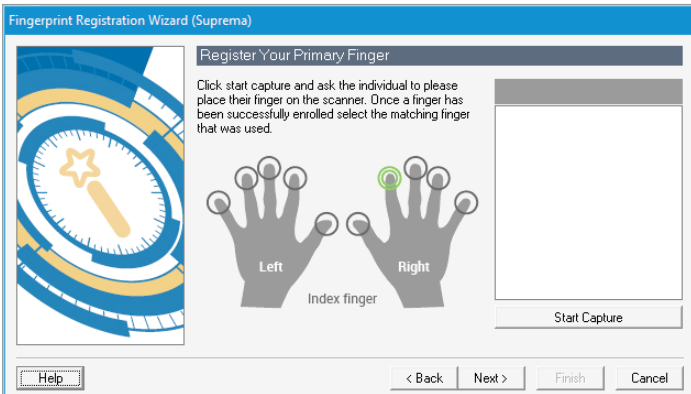 Fingerprint Registration Wizard (Suprema)
Register Your Primary Finger
Click start capture and ask the individual to please
place their finger on the scanner. Once a finger has
been successfully enrolled select the matching finger
that was used.
Left
Right
Index finger
Start Capture
Help
< Back
Next >
Finish
Cancel